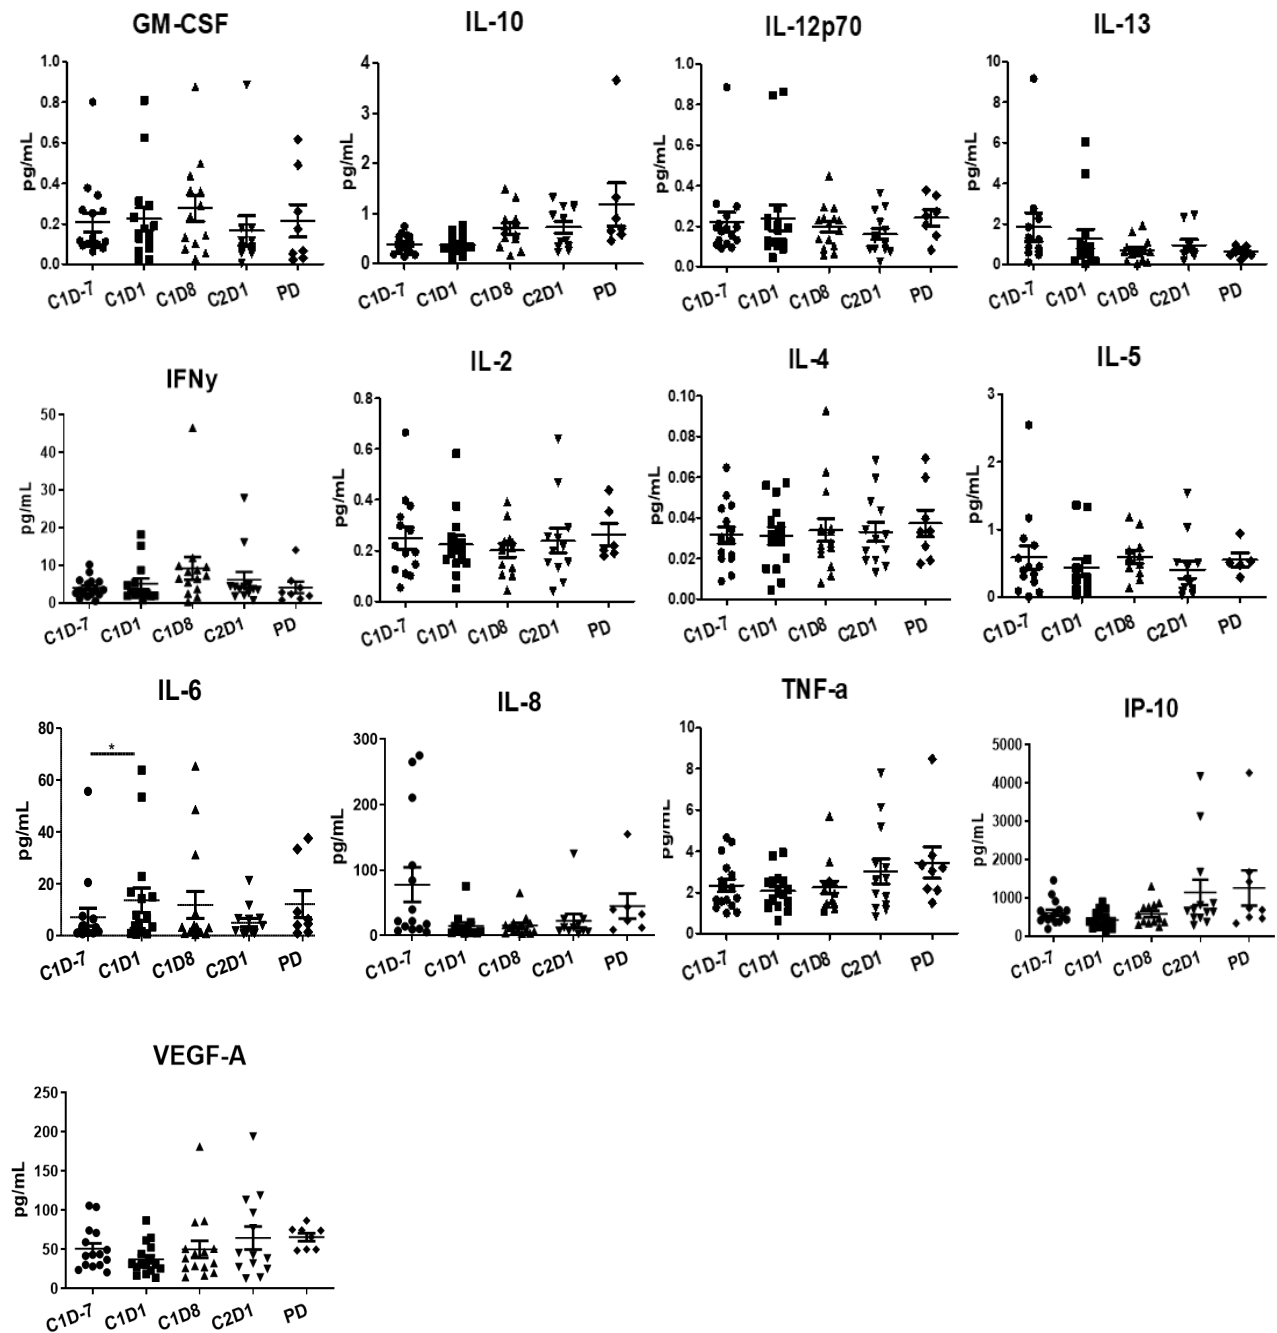 GM-CSF
pg/mL
1.0
0.8
0.6
0.4
0.2
0.0
C1D-7 C1D1 C1D8 C2D1 PD
IL-10
pg/mL
4
3
2
1
0
C1D-7 C1D1 C1D8 C2D1 PD
IL-12p70
pg/mL
1.0
0.8
0.6
0.4
0.2
0.0
C1D-7 C1D1 C1D8 C2D1 PD
IL-13
pg/mL
10
8
6
4
2
0
C1D-7 C1D1 C1D8 C2D1 PD
IFNy
pg/mL
50
40
30
20
10
0
C1D-7 C1D1 C1D8 C2D1 PD
IL-2
pg/mL
0.8
0.6
0.4
0.2
0.0
C1D-7 C1D1 C1D8 C2D1 PD
IL-4
pg/mL
0.10
0.08
0.06
0.04
0.02
0.00
C1D-7 C1D1 C1D8 C2D1 PD
IL-5
pg/mL
3
2
1
0
C1D-7 C1D1 C1D8 C2D1 PD
IL-6
pg/mL
80
60
40
20
0
*
C1D-7 C1D1 C1D8 C2D1 PD
IL-8
pg/mL
300
200
100
0
C1D-7 C1D1 C1D8 C2D1 PD
TNF-a
pg/mL
10
8
6
4
2
0
C1D-7 C1D1 C1D8 C2D1 PD
IP-10
pg/mL
5000
4000
3000
2000
1000
0
C1D-7 C1D1 C1D8 C2D1 PD
VEGF-A
pg/mL
250
200
150
100
50
0
C1D-7 C1D1 C1D8 C2D1 PD